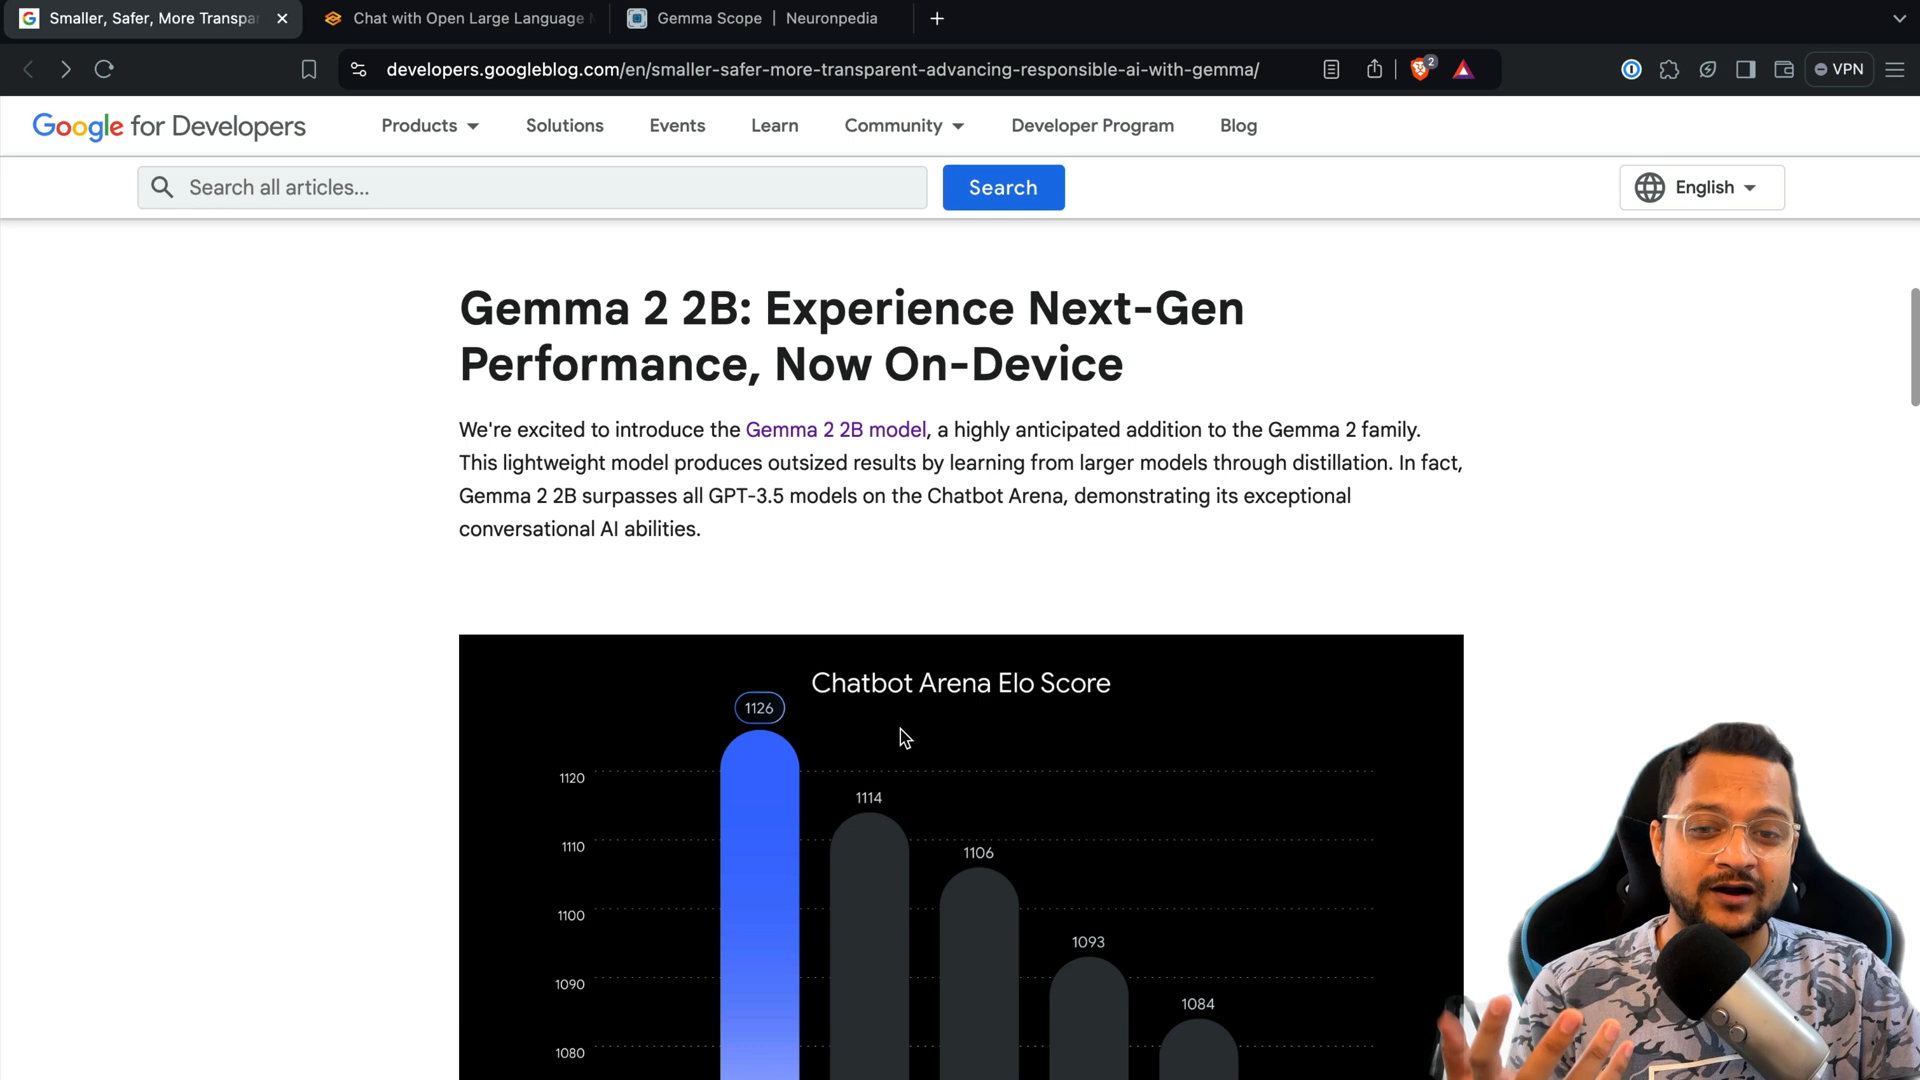 Smaller, Safer, More Transpa
Chat with Open Large Language M
Gemma Scope | Neuronpedia
developers.googleblog.com/en/smaller-safer-more-transparent-advancing-responsible-ai-with-gemma/
2
VPN
Google for Developers
Products
Solutions
Events
Learn
Community
Developer Program
Blog
Search all articles...
Search
English
Gemma 2 2B: Experience Next-Gen
Performance, Now On-Device
We're excited to introduce the Gemma 2 2B model, a highly anticipated addition to the Gemma 2 family.
This lightweight model produces outsized results by learning from larger models through distillation. In fact,
Gemma 2 2B surpasses all GPT-3.5 models on the Chatbot Arena, demonstrating its exceptional
conversational AI abilities.
Chatbot Arena Elo Score
1126
1120
1114
1110
1106
1100
1093
1090
1084
1080